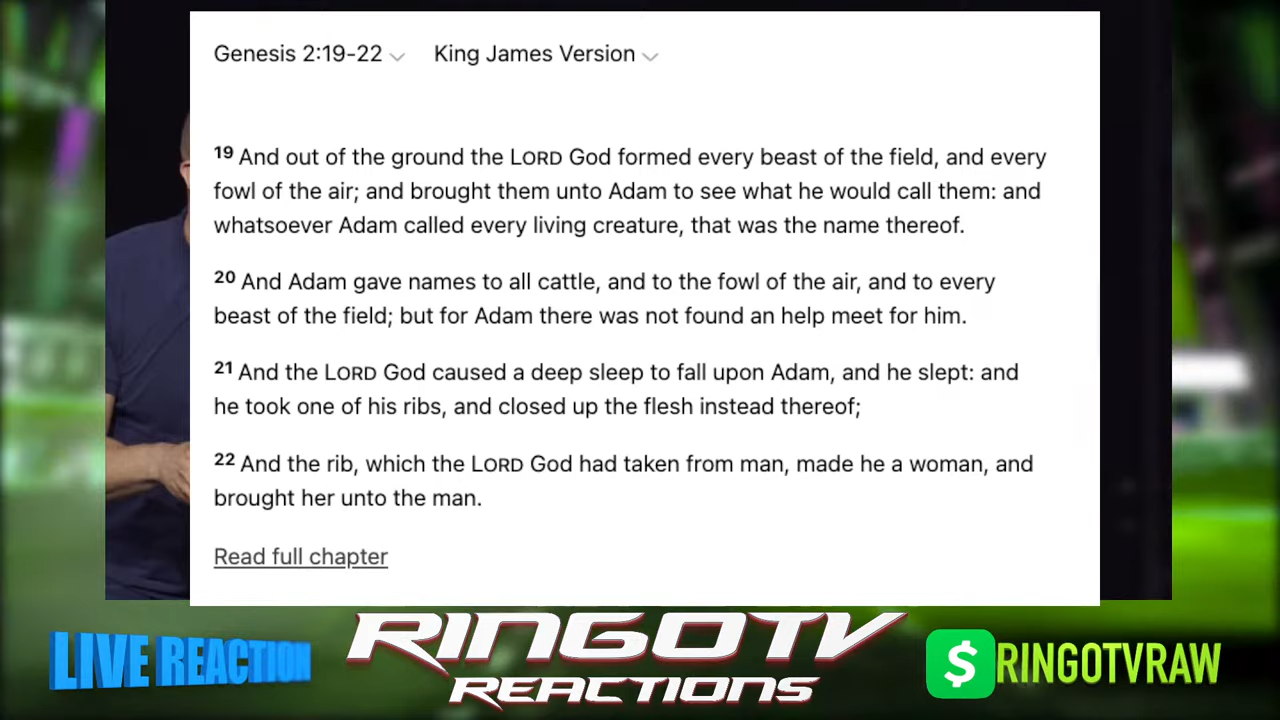 Genesis 2:19-22 King James Version
19 And out of the ground the LORD God formed every beast of the field, and every
fowl of the air; and brought them unto Adam to see what he would call them: and
whatsoever Adam called every living creature, that was the name thereof.
20 And Adam gave names to all cattle, and to the fowl of the air, and to every
beast of the field; but for Adam there was not found an help meet for him.
21 And the LORD God caused a deep sleep to fall upon Adam, and he slept: and
he took one of his ribs, and closed up the flesh instead thereof;
22 And the rib, which the LORD God had taken from man, made he a woman, and
brought her unto the man.
Read full chapter
LIVE REACTION
RINGOTV
REACTIONS
$ RINGOTVRAW